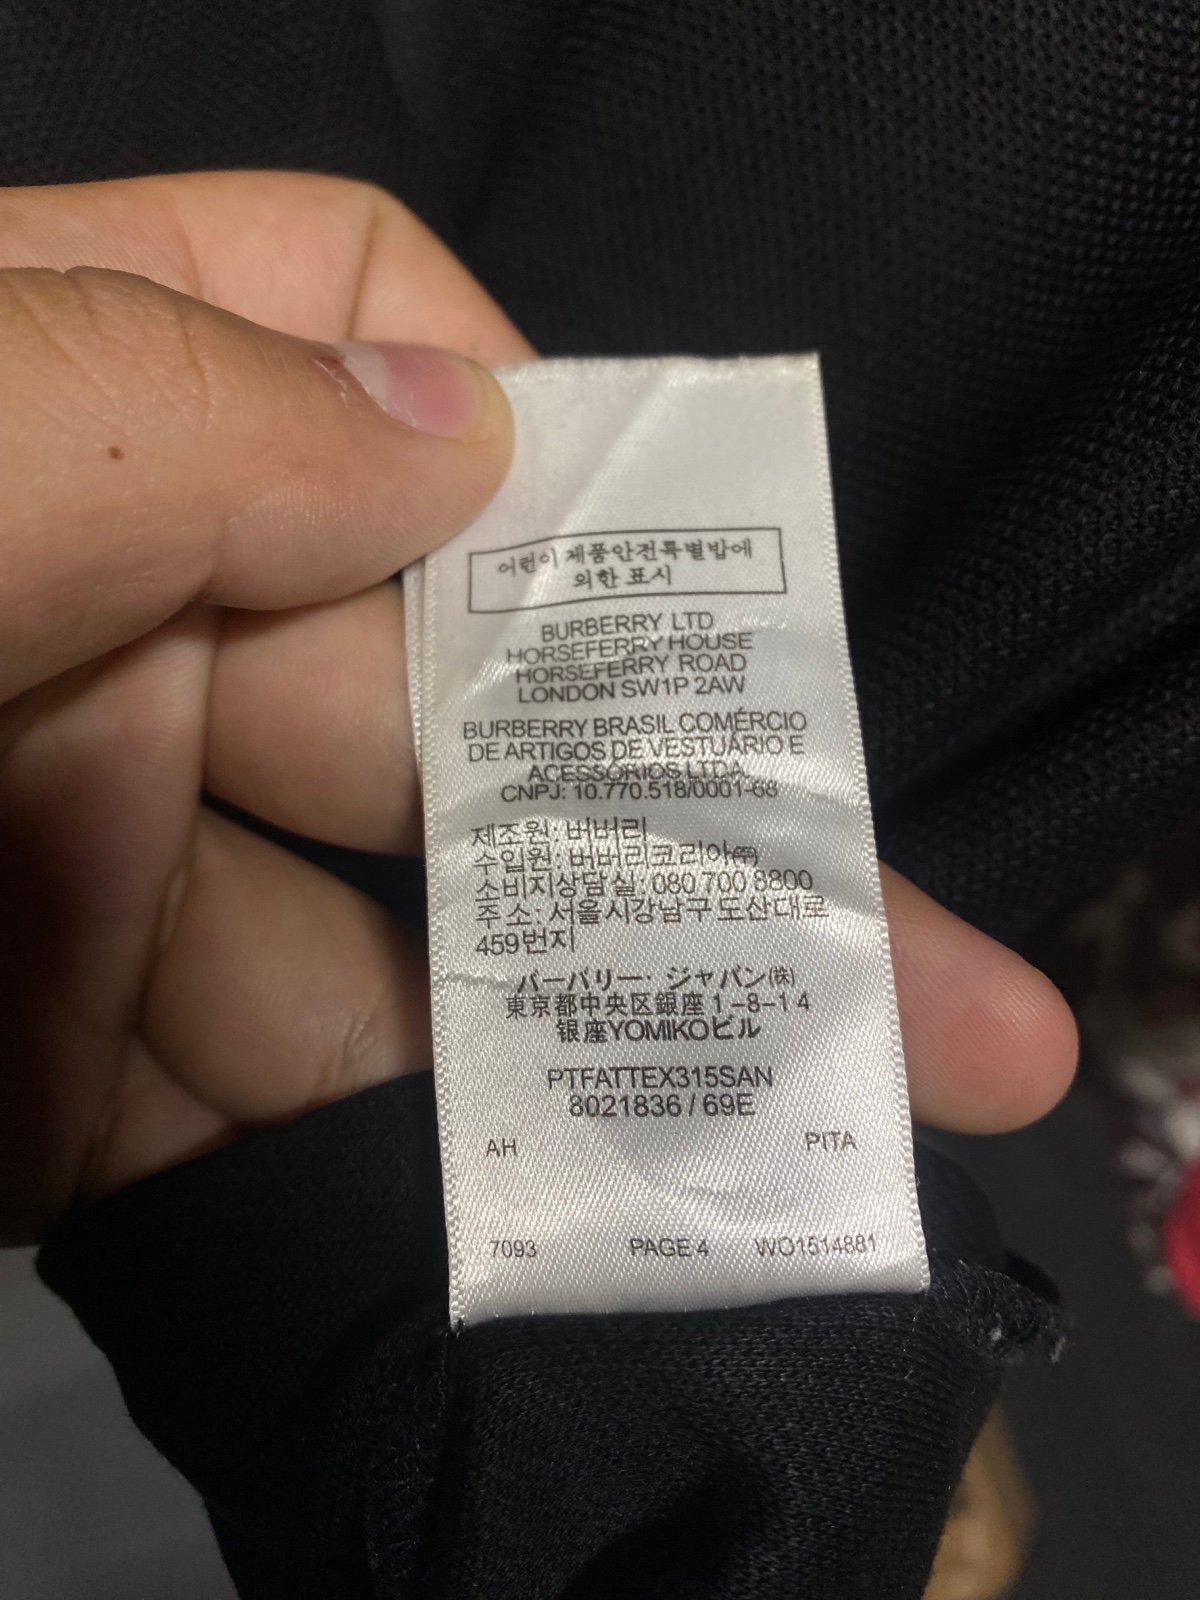 어린이제품안전특별법에
의한 표시
BURBERRY LTD
HORSEFERRY HOUSE
HORSEFERRY ROAD
LONDON SW1P 2AW
BURBERRY BRASIL COMÉRCIO
DE ARTIGOS DE VESTUÁRIO E
ACESSÓRIOS LTDA.
CNPJ: 10.770.518/0001-68
제조원: 버버리
수입원: 버버리코리아㈜
소비지상담실: 080 700 8800
주소: 서울시강남구도산대로
459번지
バーバリー・ジャパン㈱
東京都中央区銀座1-8-14
银座YOMIKOビル
PTFATTEX315SAN
8021836 / 69E
AH PITA
7093 PAGE 4 WO1514881